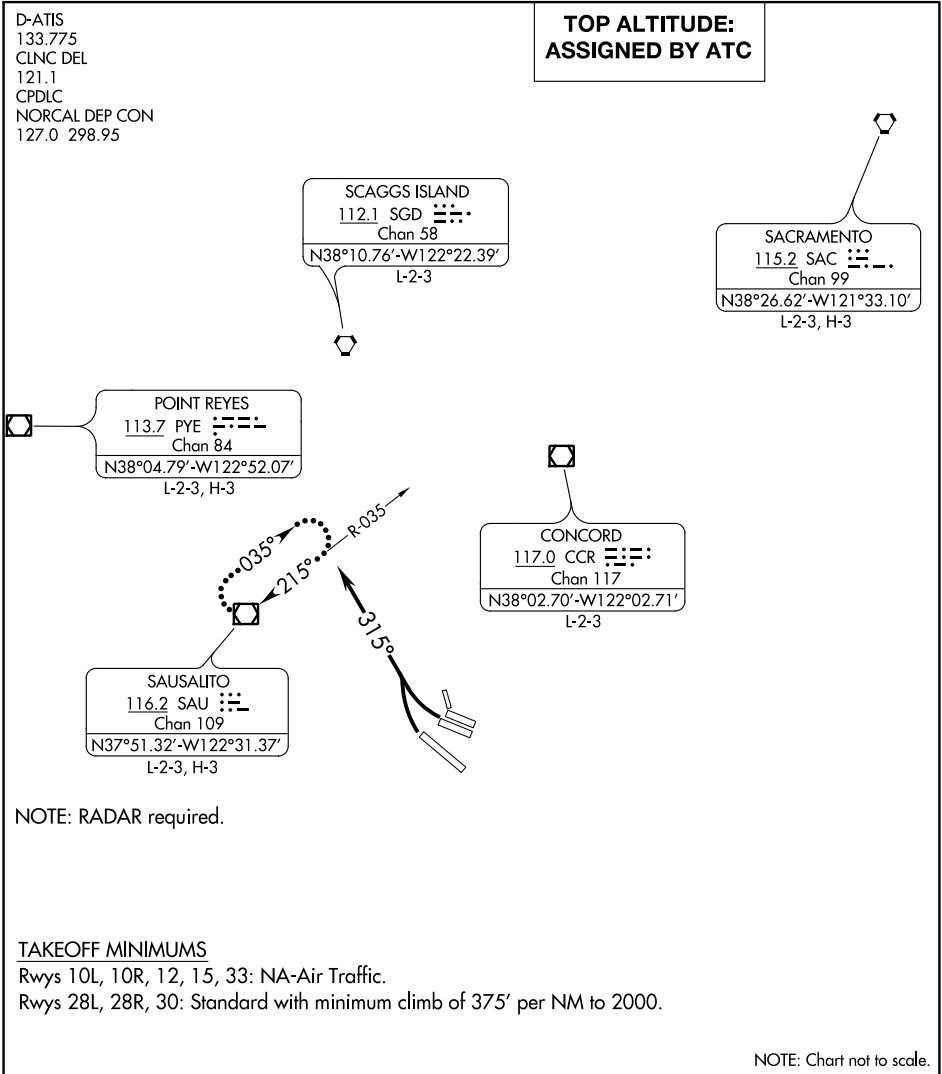 D-ATIS
133.775
CLNC DEL
121.1
CPDLC
NORCAL DEP CON
127.0 298.95
TOP ALTITUDE:
ASSIGNED BY ATC
SCAGGS ISLAND
112.1 SGD
Chan 58
N38°10.76′-W122°22.39′
L-2-3
SACRAMENTO
115.2 SAC
Chan 99
N38°26.62′-W121°33.10′
L-2-3, H-3
POINT REYES
113.7 PYE
Chan 84
N38°04.79′-W122°52.07′
L-2-3, H-3
CONCORD
117.0 CCR
Chan 117
N38°02.70′-W122°02.71′
L-2-3
R-035
035°
215°
315°
SAUSALITO
116.2 SAU
Chan 109
N37°51.32′-W122°31.37′
L-2-3, H-3
NOTE: RADAR required.
TAKEOFF MINIMUMS
Rwys 10L, 10R, 12, 15, 33: NA-Air Traffic.
Rwys 28L, 28R, 30: Standard with minimum climb of 375′ per NM to 2000.
NOTE: Chart not to scale.